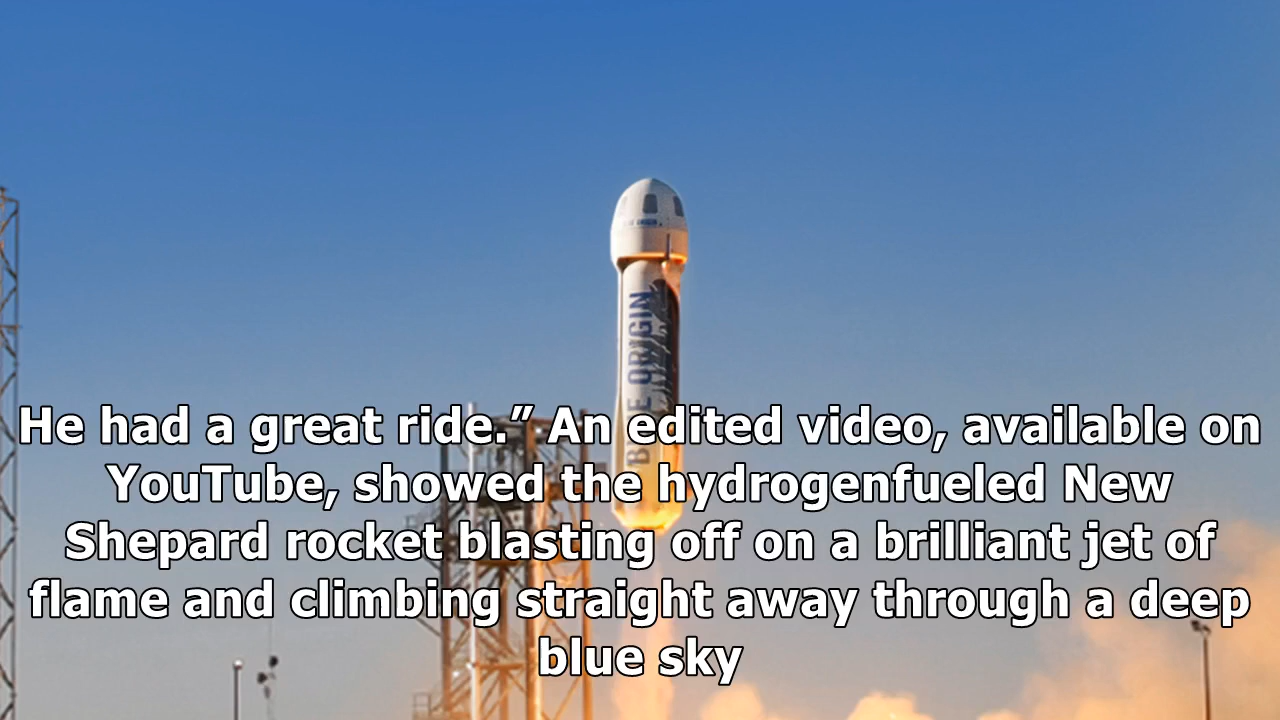 BLUE ORIGIN
He had a great ride.” An edited video, available on
YouTube, showed the hydrogenfueled New
Shepard rocket blasting off on a brilliant jet of
flame and climbing straight away through a deep
blue sky